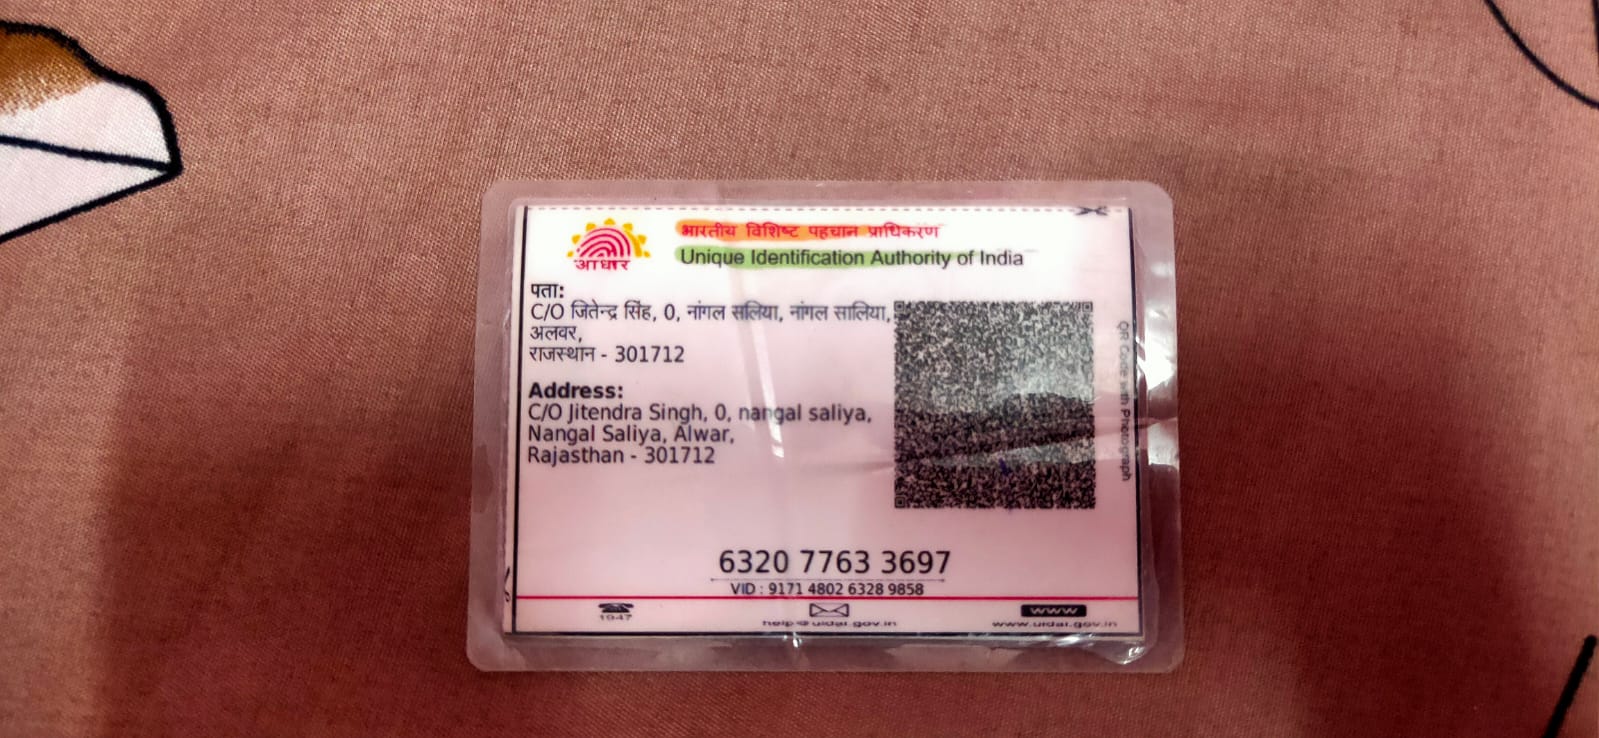 आधार
भारतीय विशिष्ट पहचान प्राधिकरण
Unique Identification Authority of India
पता:
C/O जितेन्द्र सिंह, 0, नांगल सलिया, नांगल सालिया,
अलवर,
राजस्थान - 301712
Address:
C/O Jitendra Singh, 0, nangal saliya,
Nangal Saliya, Alwar,
Rajasthan - 301712
QR Code with Photograph
6320 7763 3697
VID : 9171 4802 6328 9858
1947
help@uidai.gov.in
WWW
www.uidai.gov.in